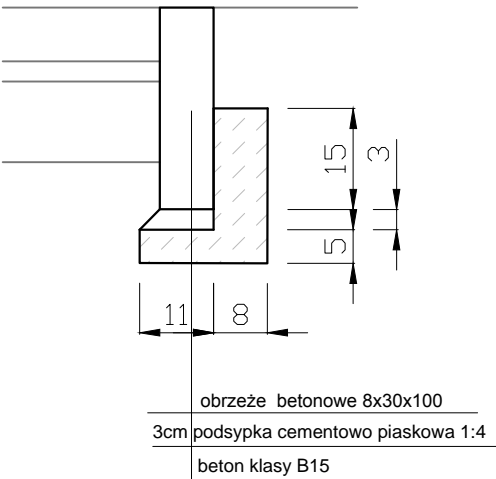 15
3
5
11
8
obrzeże betonowe 8x30x100
3cm podsypka cementowo piaskowa 1:4
beton klasy B15